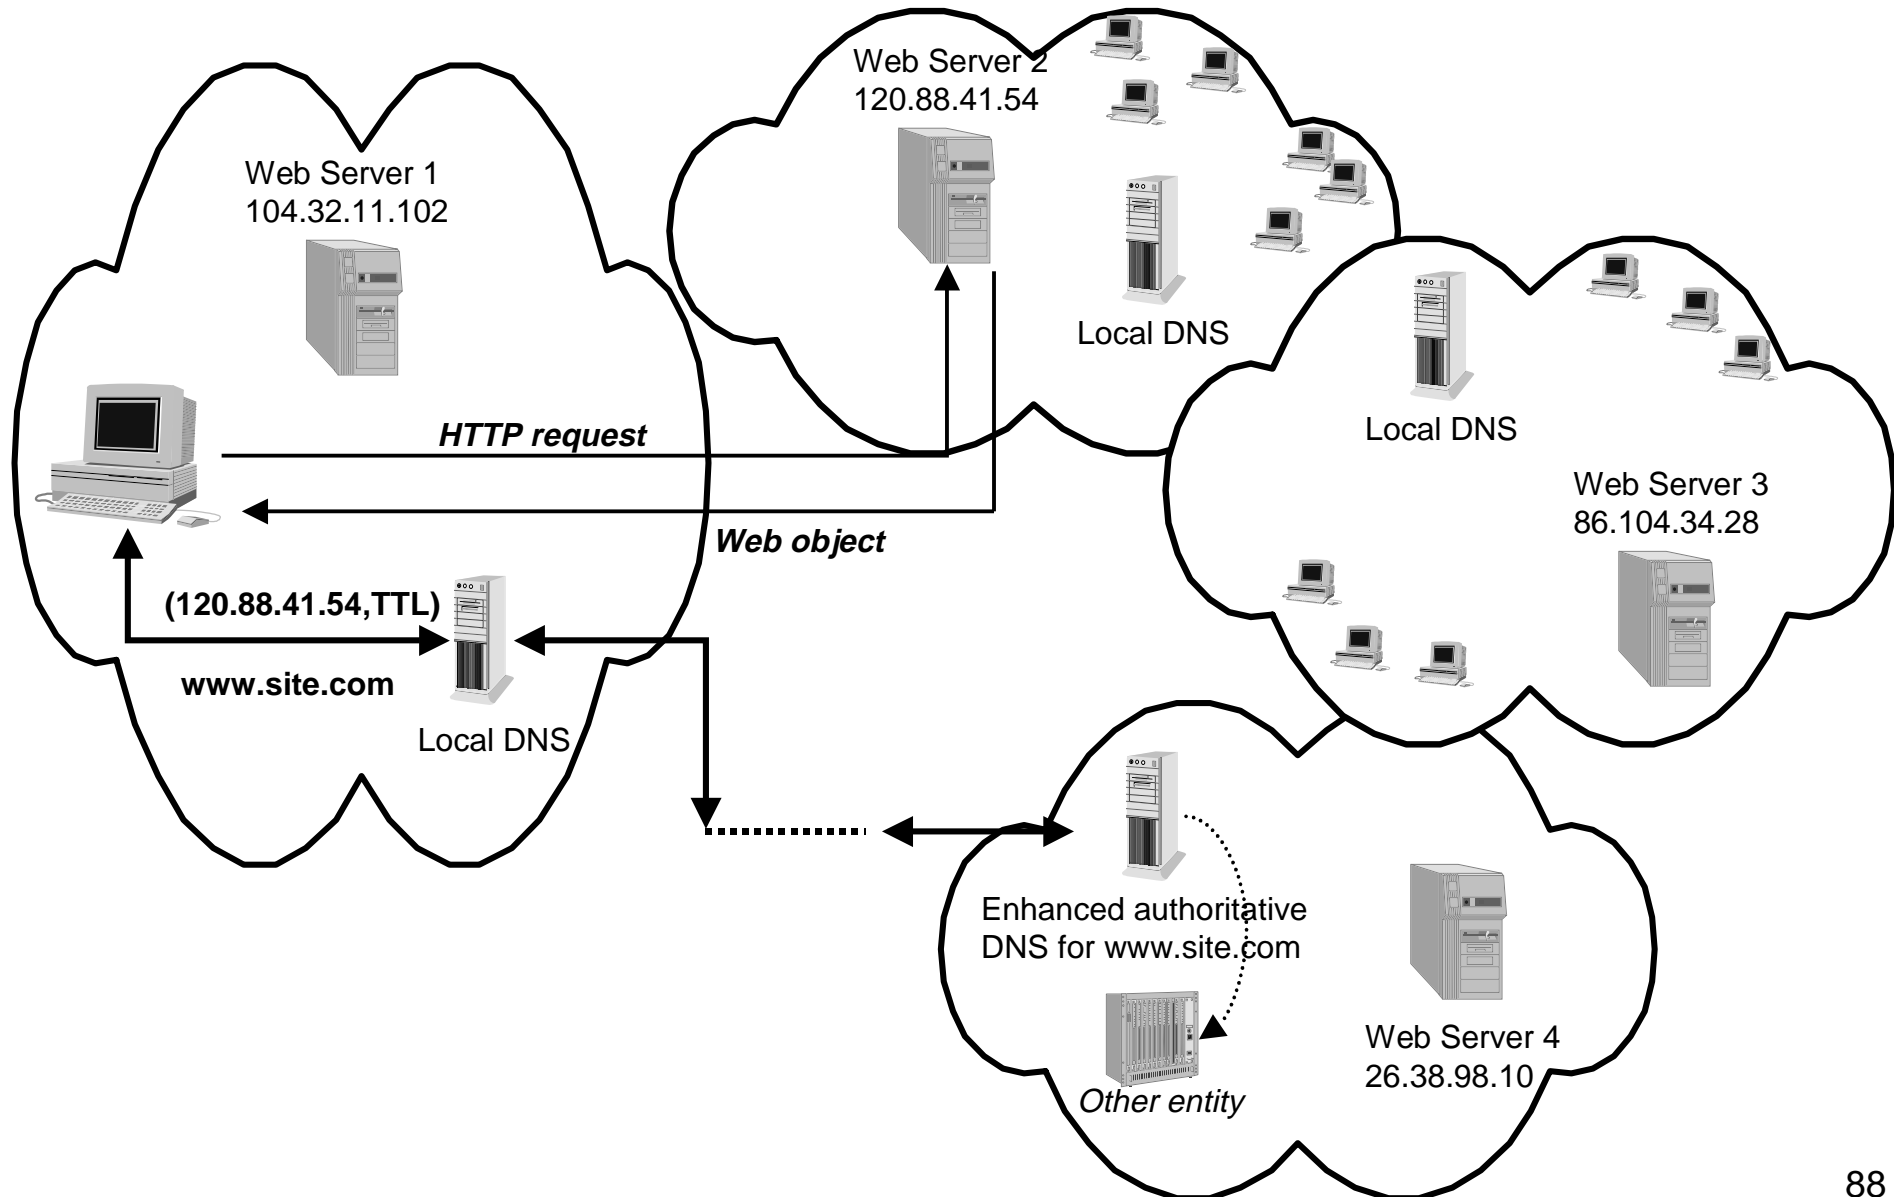 Web Server 2
120.88.41.54
Web Server 1
104.32.11.102
Local DNS
Local DNS
HTTP request
Web Server 3
86.104.34.28
Web object
(120.88.41.54,TTL)
www.site.com
Local DNS
Enhanced authoritative
DNS for www.site.com
Web Server 4
26.38.98.10
Other entity
88